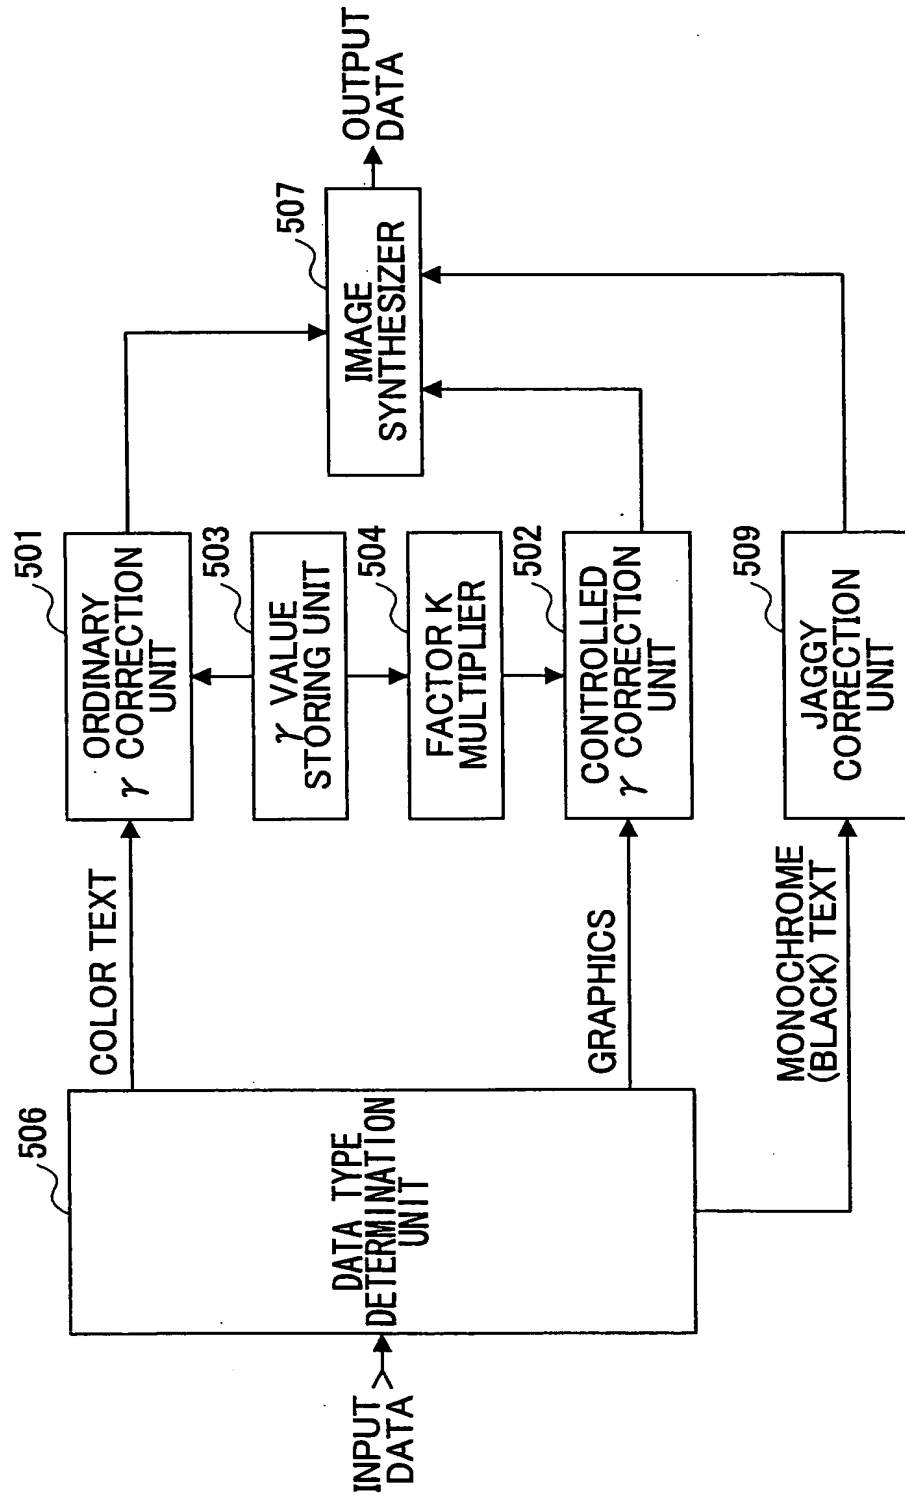 INPUT
DATA
506
DATA TYPE
DETERMINATION
UNIT
COLOR TEXT
GRAPHICS
MONOCHROME
(BLACK) TEXT
501
ORDINARY
γ CORRECTION
UNIT
503
γ VALUE
STORING UNIT
504
FACTOR K
MULTIPLIER
502
CONTROLLED
γ CORRECTION
UNIT
509
JAGGY
CORRECTION
UNIT
507
IMAGE
SYNTHESIZER
OUTPUT
DATA